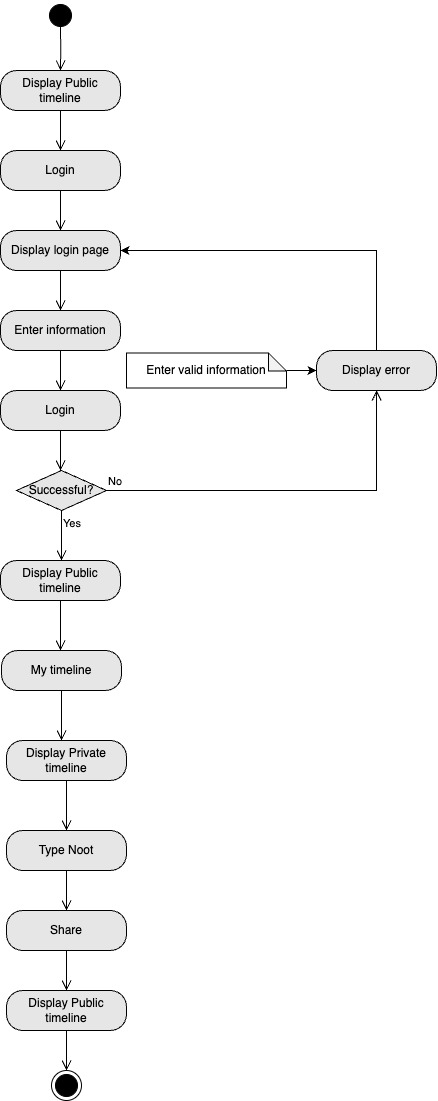 Display Public
timeline
Login
Display login page
Enter information
Enter valid information
Display error
Login
Successful?
No
Yes
Display Public
timeline
My timeline
Display Private
timeline
Type Noot
Share
Display Public
timeline